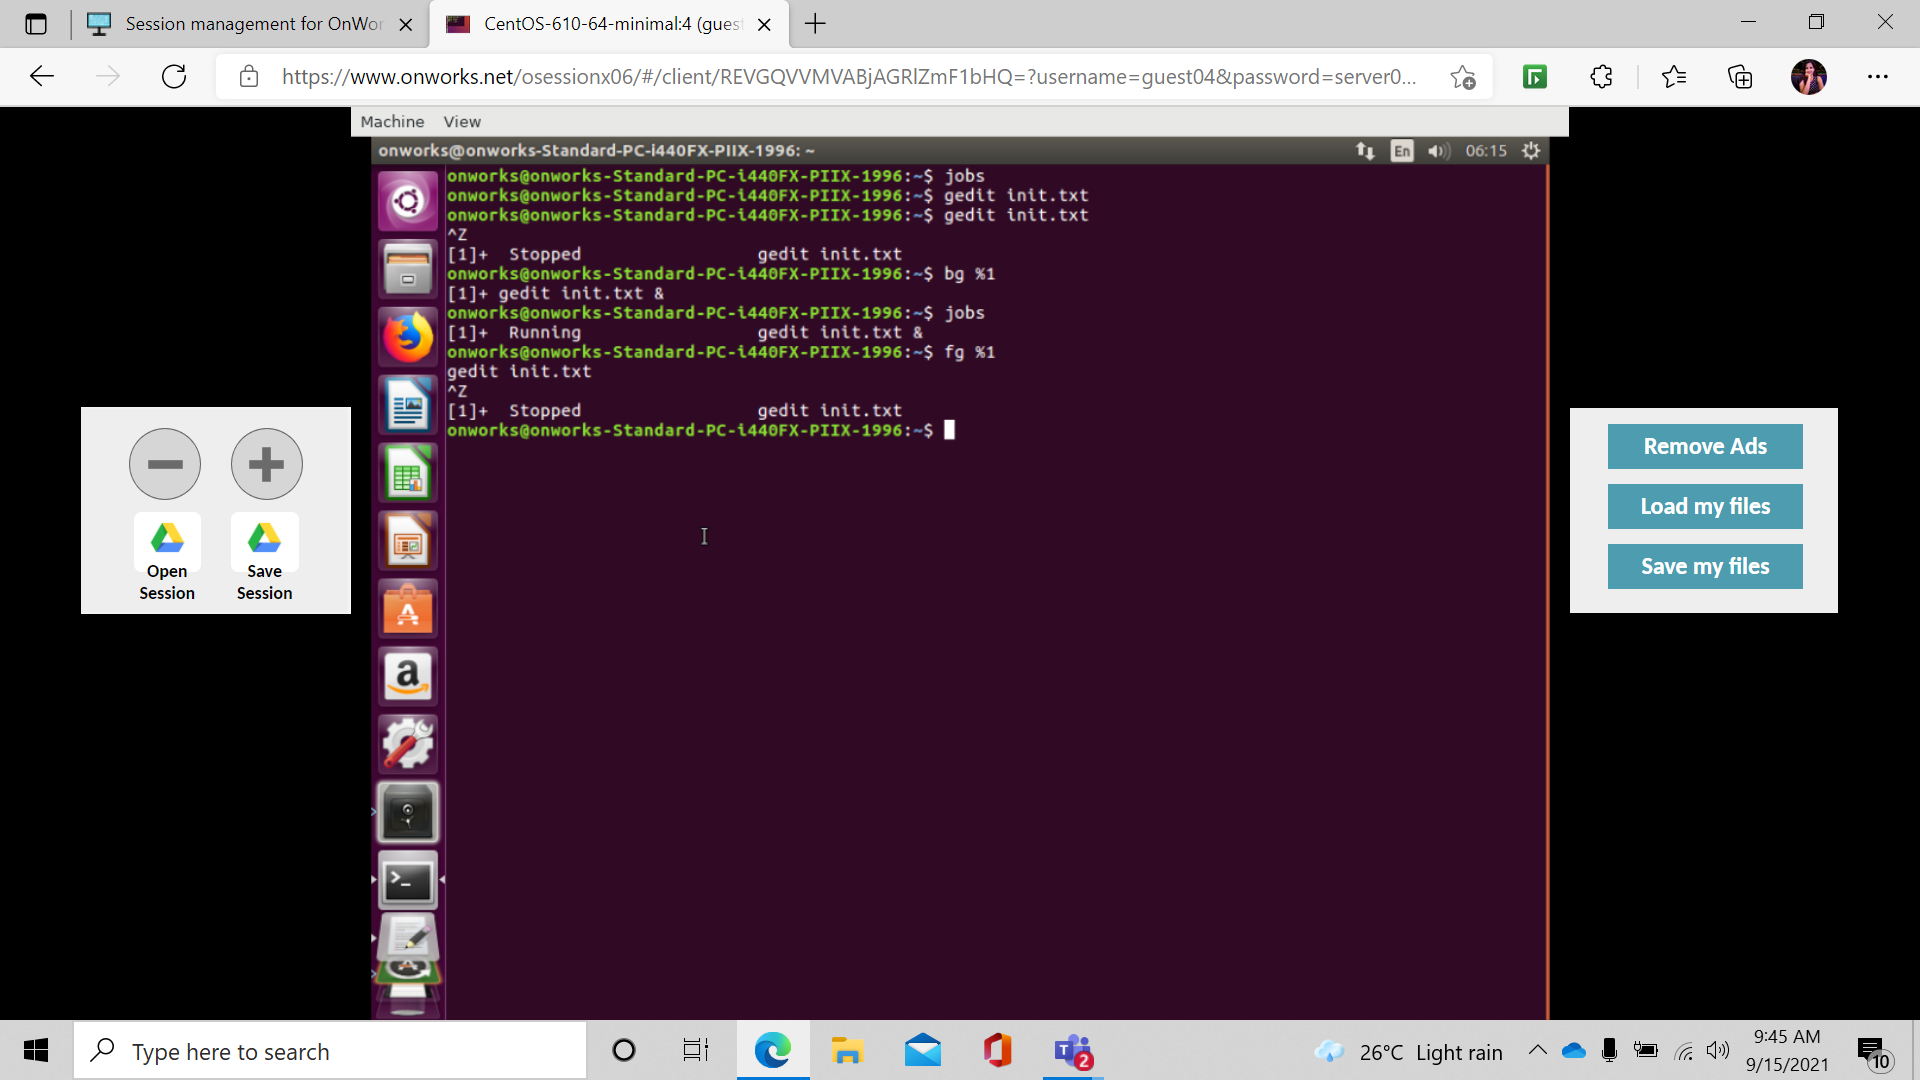 Session management for OnWor
CentOS-610-64-minimal:4 (guest
https://www.onworks.net/osessionx06/#/client/REVGQVVMVABjAGRlZmF1bHQ=?username=guest04&password=server0...
Machine View
onworks@onworks-Standard-PC-i440FX-PIIX-1996: ~
En
06:15
onworks@onworks-Standard-PC-i440FX-PIIX-1996:~$ jobs
onworks@onworks-Standard-PC-i440FX-PIIX-1996:~$ gedit init.txt
onworks@onworks-Standard-PC-i440FX-PIIX-1996:~$ gedit init.txt
^Z
[1]+  Stopped                 gedit init.txt
onworks@onworks-Standard-PC-i440FX-PIIX-1996:~$ bg %1
[1]+ gedit init.txt &
onworks@onworks-Standard-PC-i440FX-PIIX-1996:~$ jobs
[1]+  Running                 gedit init.txt &
onworks@onworks-Standard-PC-i440FX-PIIX-1996:~$ fg %1
gedit init.txt
^Z
[1]+  Stopped                 gedit init.txt
onworks@onworks-Standard-PC-i440FX-PIIX-1996:~$
Open Session
Save Session
Remove Ads
Load my files
Save my files
Type here to search
2
26°C Light rain
9:45 AM
9/15/2021
10